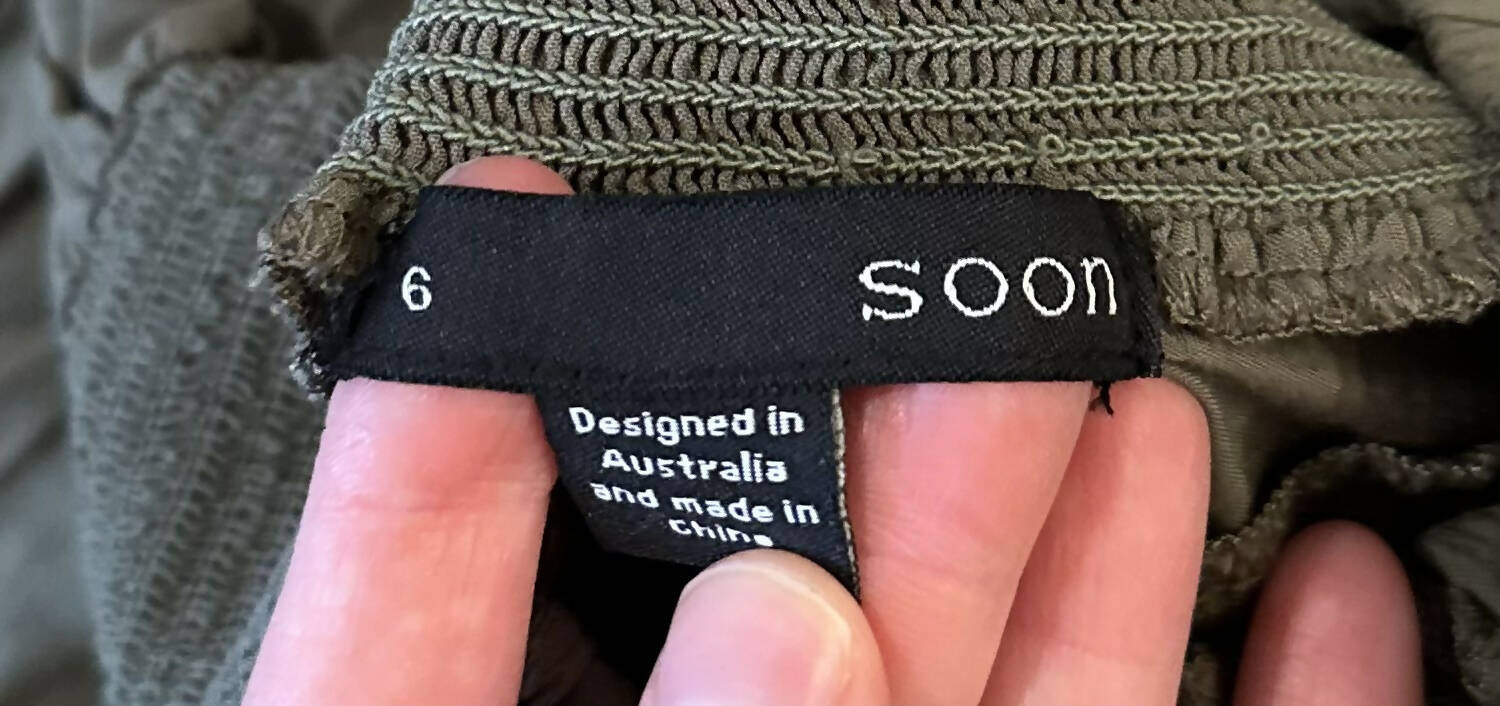 6 soon
Designed in
Australia
and made in
China